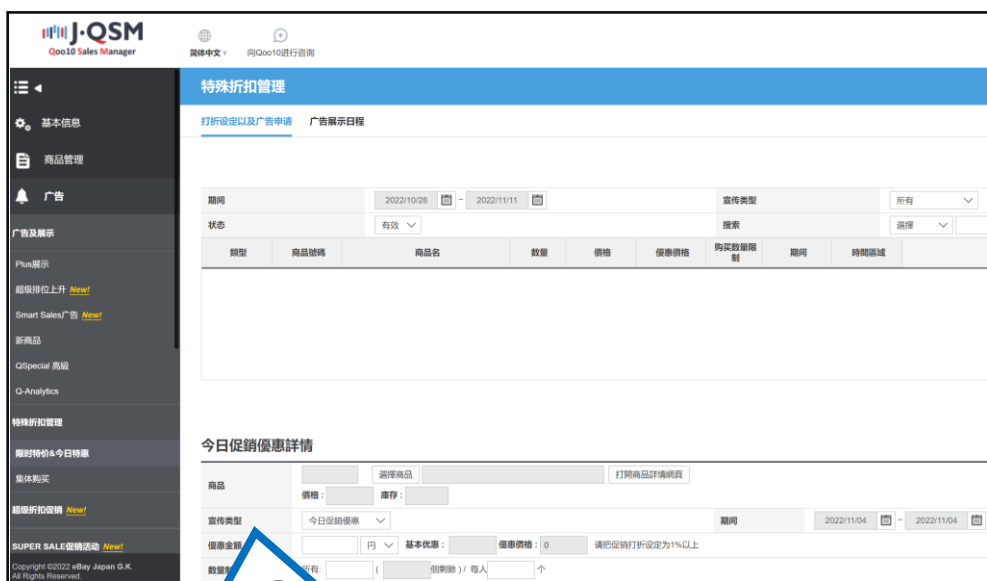 J·QSM
Qoo10 Sales Manager
简体中文
向Qoo10进行咨询
基本信息
商品管理
广告
广告及展示
Plus展示
超级排位上升 New!
Smart Sales广告 New!
新商品
QSpecial 高級
Q-Analytics
特殊折扣管理
限时特价&今日特惠
集体购买
超级折扣促销 New!
SUPER SALE促销活动 New!
Copyright ©2022 eBay Japan G.K.
All Rights Reserved.
特殊折扣管理
打折设定以及广告申请 广告展示日程
期间 2022/10/28 ~ 2022/11/11 宣传类型 所有
状态 有效 搜索 選擇
類型 商品號碼 商品名 数量 價格 優惠價格 购买数量限制 期间 時間區域
今日促銷優惠詳情
商品 選擇商品 打開商品詳情網頁
價格 : 庫存 :
宣传类型 今日促銷優惠 期间 2022/11/04 ~ 2022/11/04
優惠金額 円 基本优惠 : 優惠價格 : 0 请把促销打折设定为1%以上
数量 所有: ( 個剩餘 ) / 每人 个